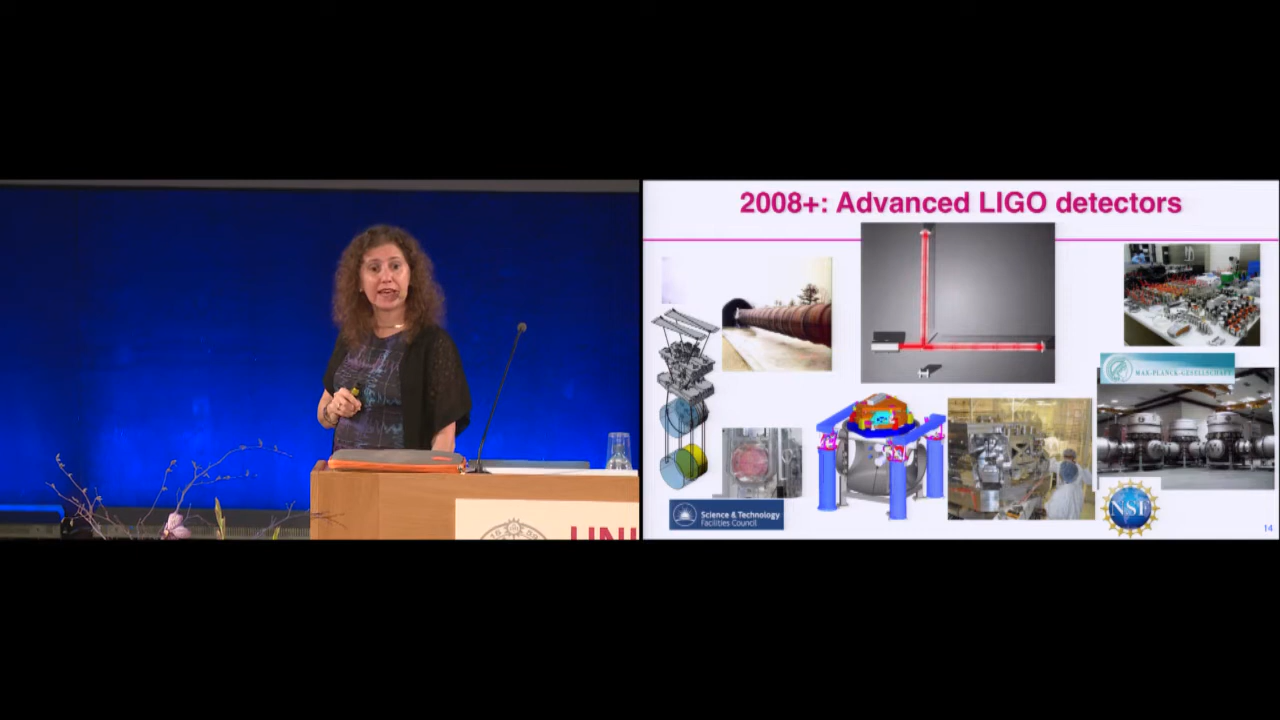 2008+: Advanced LIGO detectors
MAX-PLANCK-GESELLSCHAFT
Science & Technology
Facilities Council
NSF
14
UNI